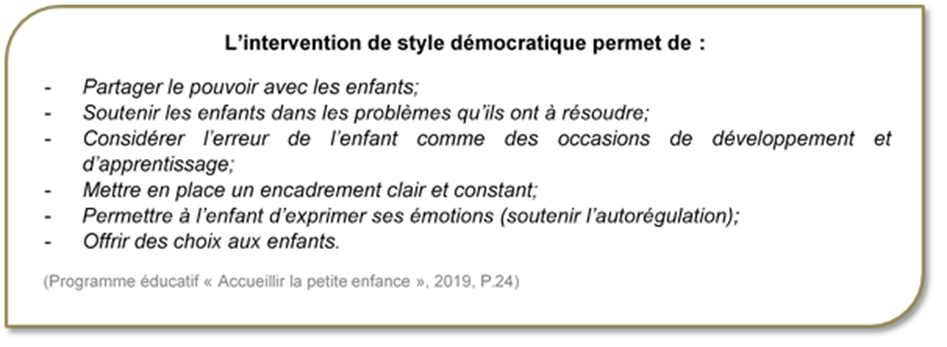 L'intervention de style démocratique permet de :
- Partager le pouvoir avec les enfants;
- Soutenir les enfants dans les problèmes qu'ils ont à résoudre;
- Considérer l'erreur de l'enfant comme des occasions de développement et
d'apprentissage;
- Mettre en place un encadrement clair et constant;
- Permettre à l'enfant d'exprimer ses émotions (soutenir l'autorégulation);
- Offrir des choix aux enfants.
(Programme éducatif « Accueillir la petite enfance », 2019, P.24)